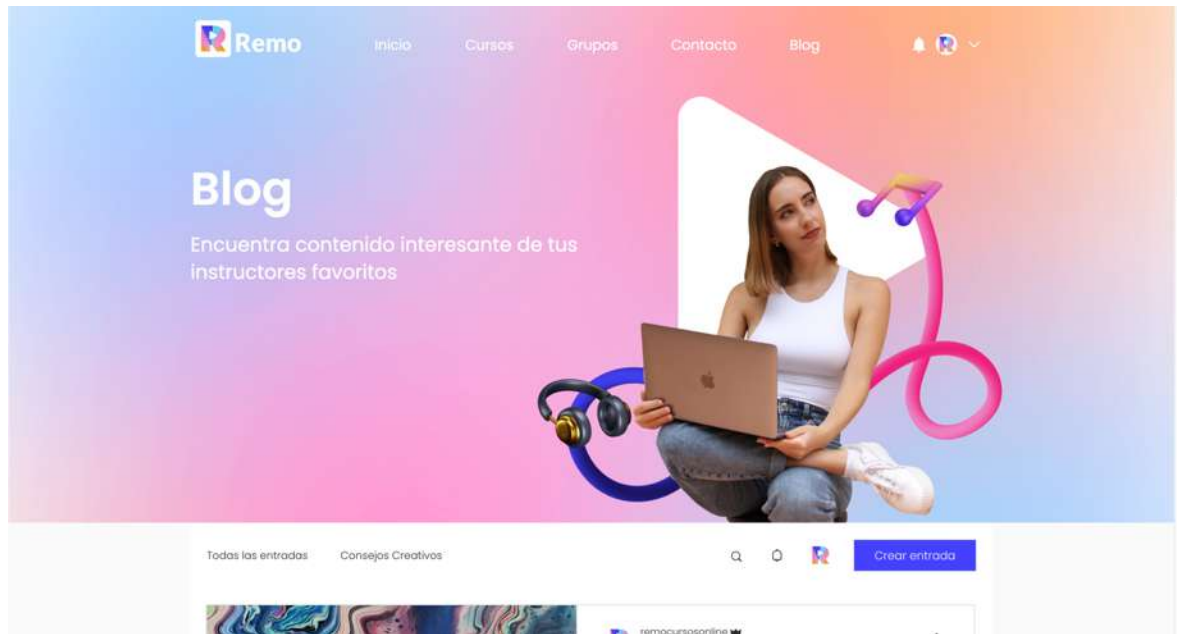 Remo
Inicio Cursos Grupos Contacto Blog
Blog
Encuentra contenido interesante de tus
instructores favoritos
Todas las entradas Consejos Creativos Crear entrada
remocursosonline